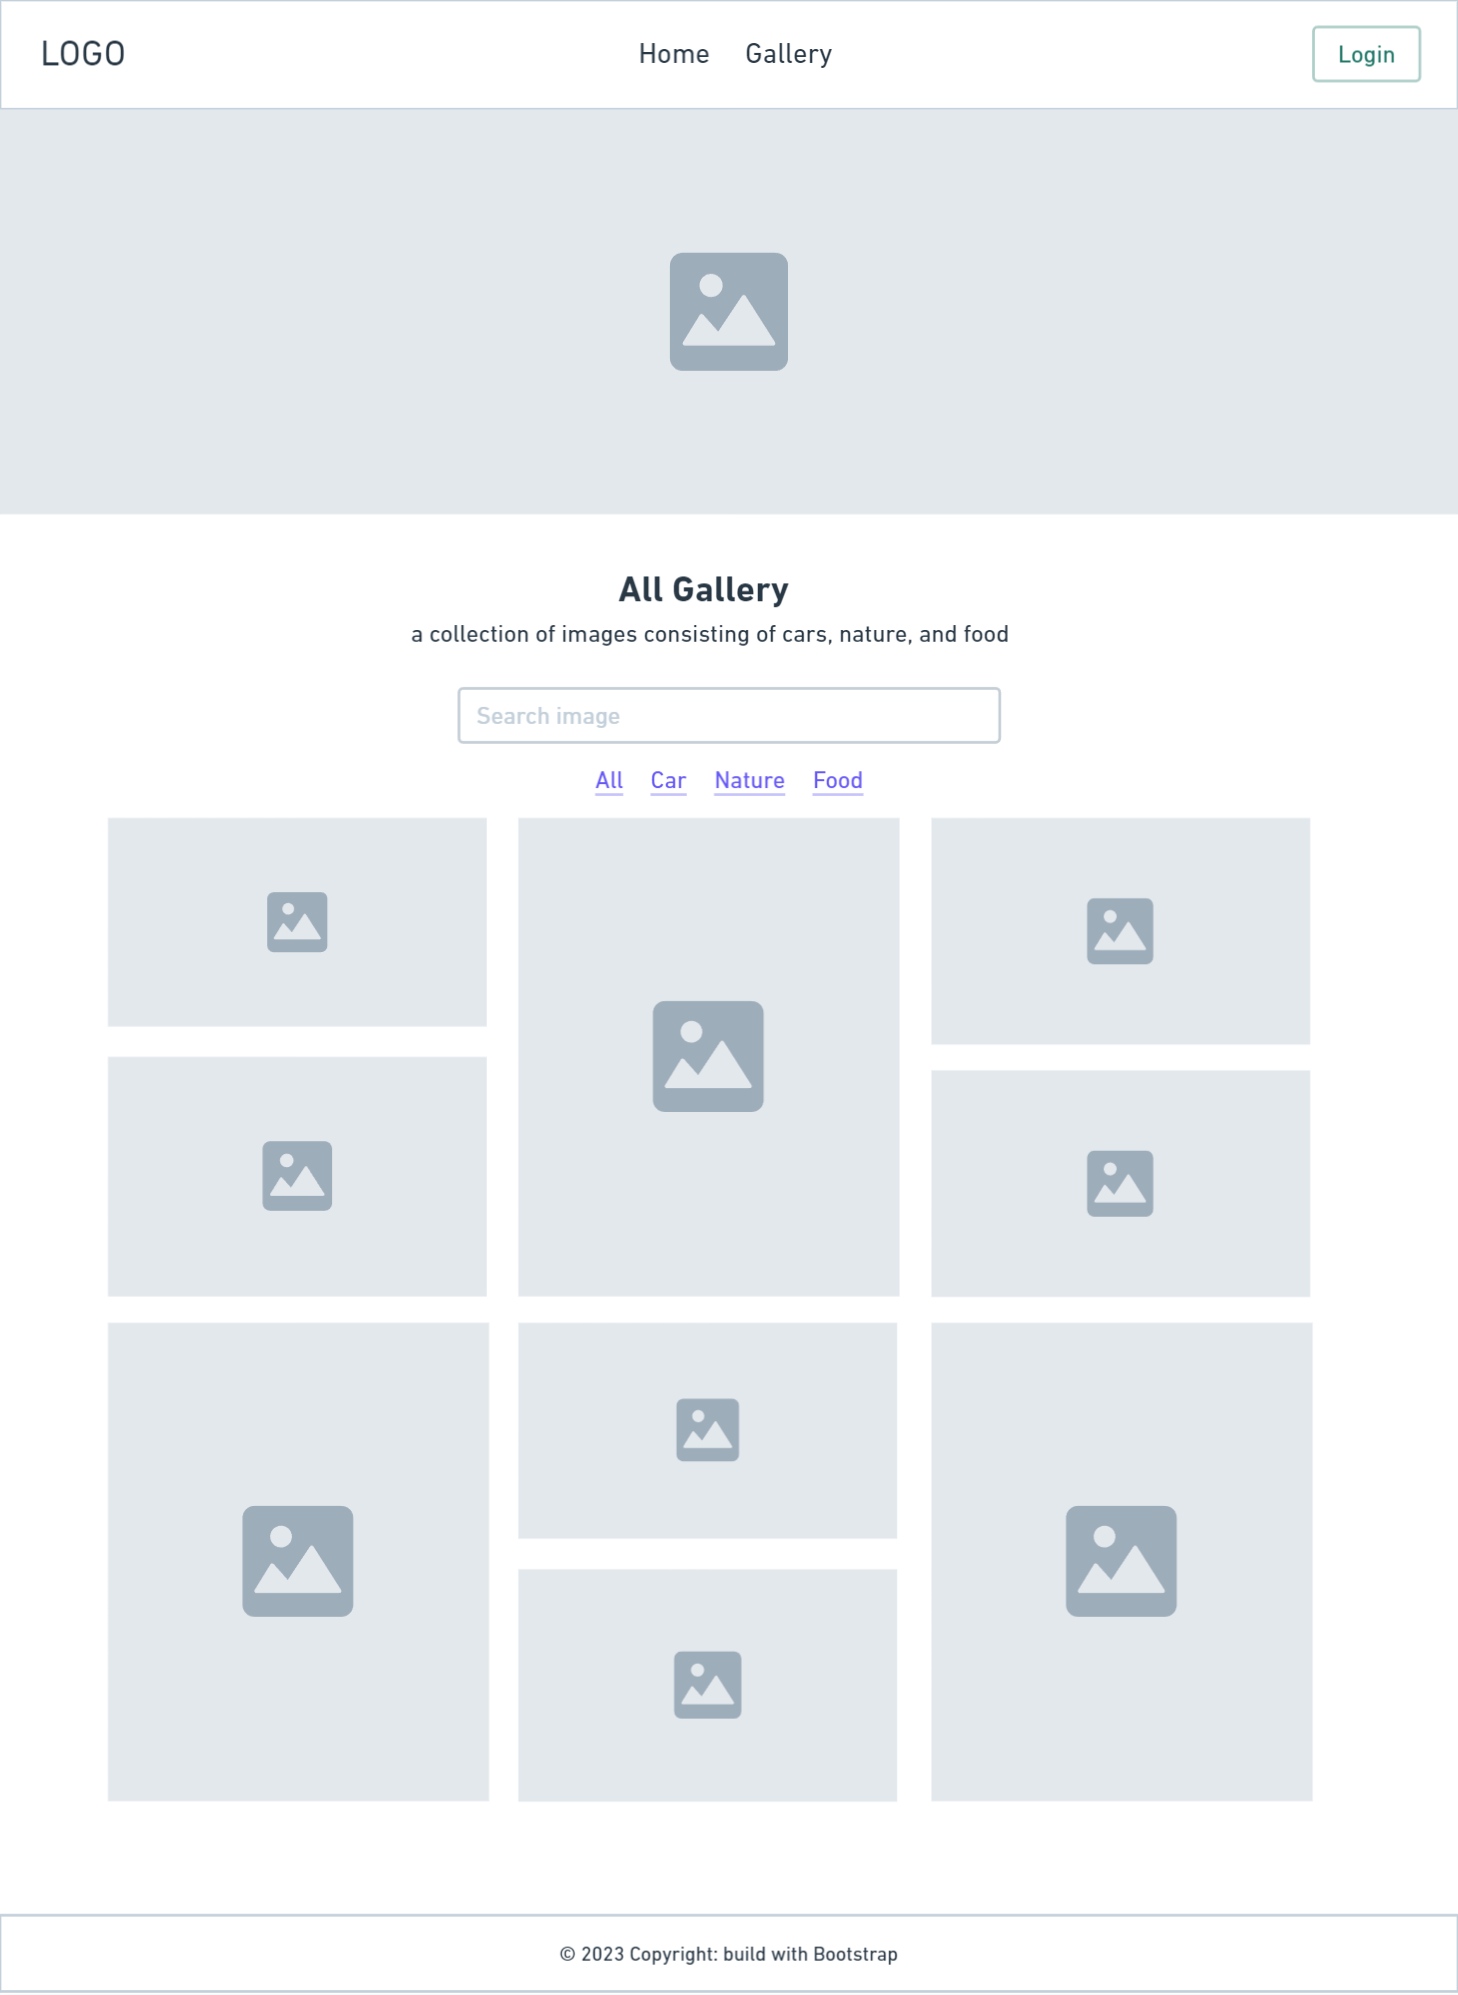 LOGO
Home Gallery
Login
All Gallery
a collection of images consisting of cars, nature, and food
Search image
All Car Nature Food
© 2023 Copyright: build with Bootstrap